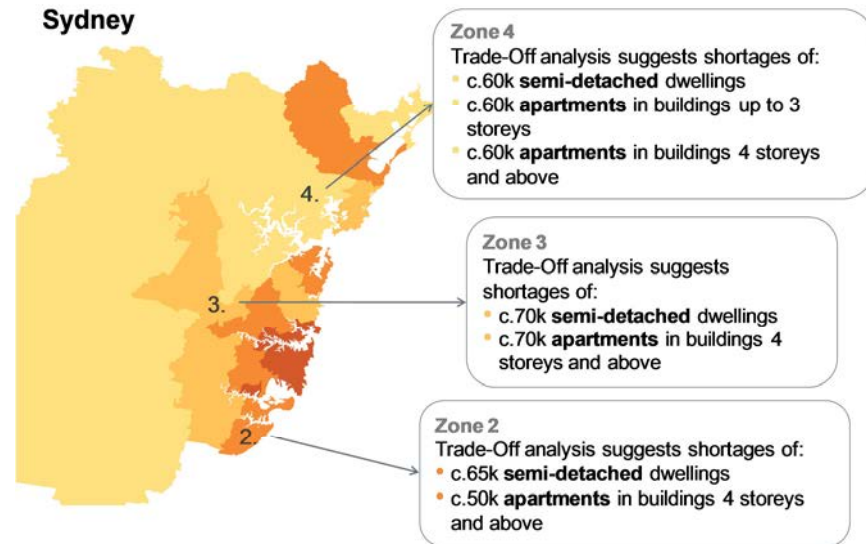 Sydney
Zone 4
Trade-Off analysis suggests shortages of:
c.60k semi-detached dwellings
c.60k apartments in buildings up to 3
storeys
c.60k apartments in buildings 4 storeys
and above
4.
Zone 3
Trade-Off analysis suggests
shortages of:
c.70k semi-detached dwellings
c.70k apartments in buildings 4
storeys and above
3.
Zone 2
Trade-Off analysis suggests shortages of:
c.65k semi-detached dwellings
c.50k apartments in buildings 4 storeys
and above
2.